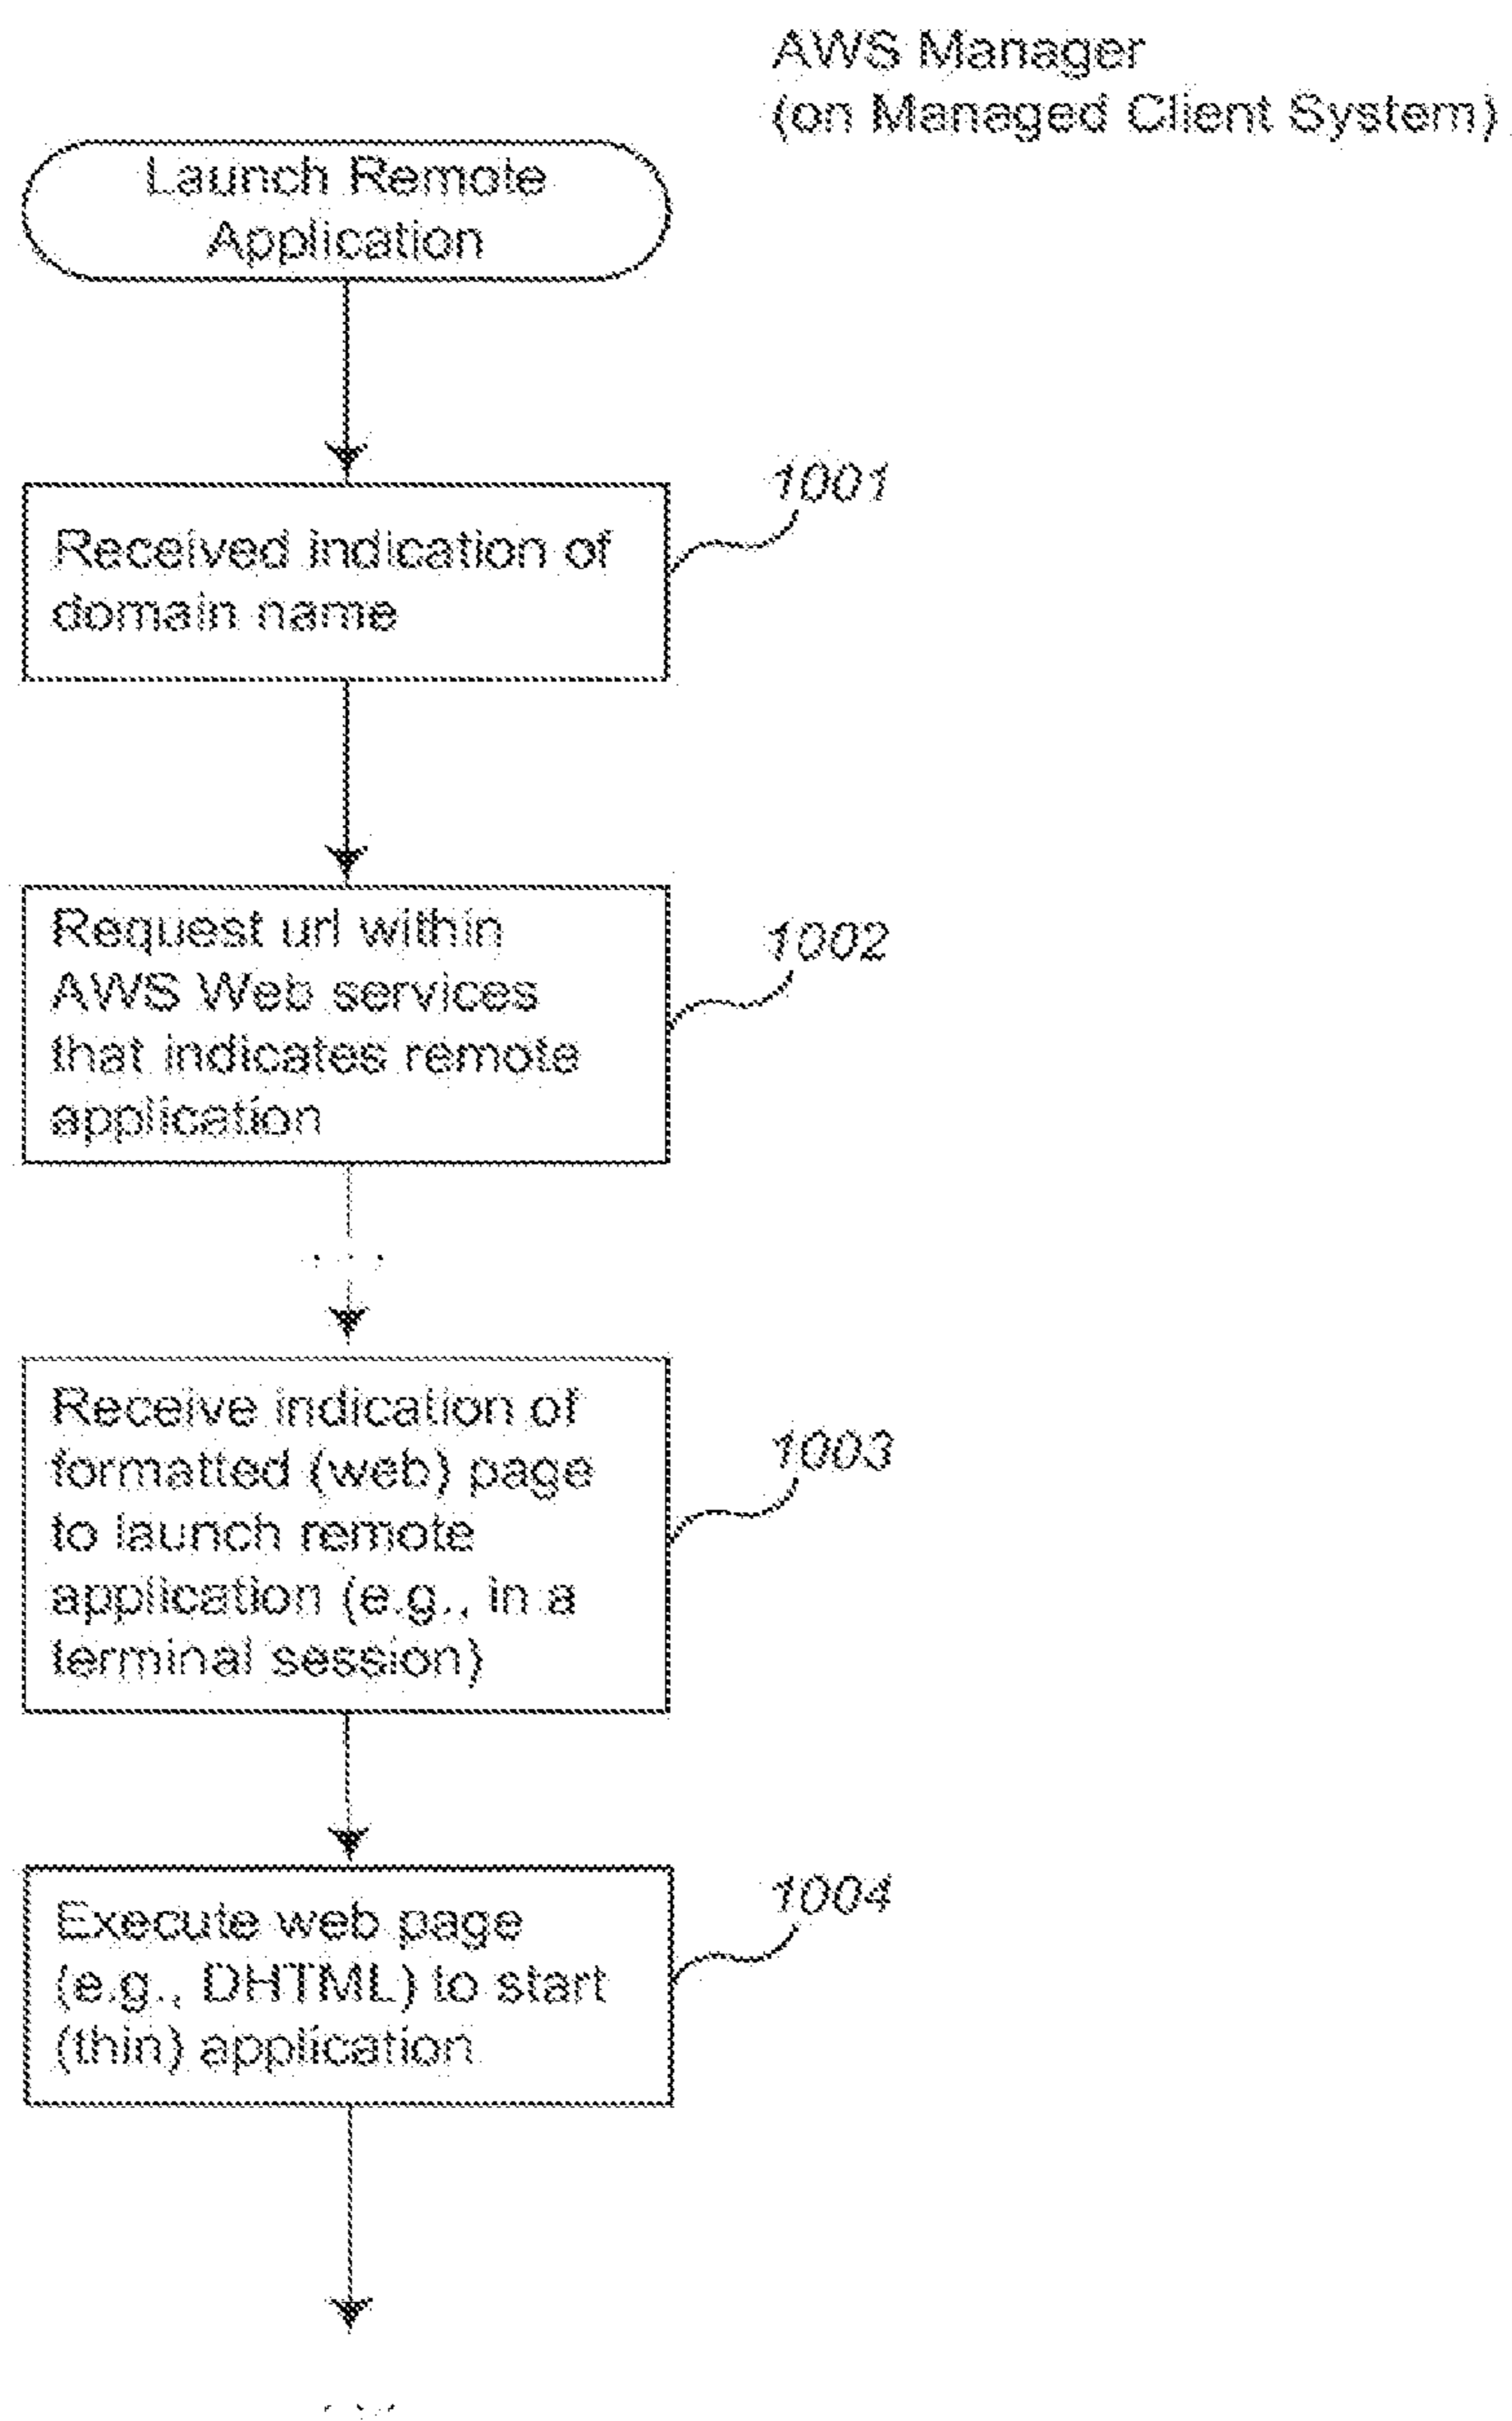 AWS Manager
(on Managed Client System)
Launch Remote
Application
1001
Received indication of
domain name
1002
Request url within
AWS Web services
that indicates remote
application
...
1003
Receive indication of
formatted (web) page
to launch remote
application (e.g., in a
terminal session)
1004
Execute web page
(e.g., DHTML) to start
(thin) application
...